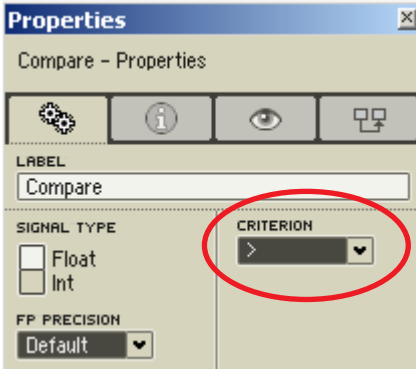 Properties
Compare - Properties
LABEL
Compare
SIGNAL TYPE
Float
Int
FP PRECISION
Default
CRITERION
>